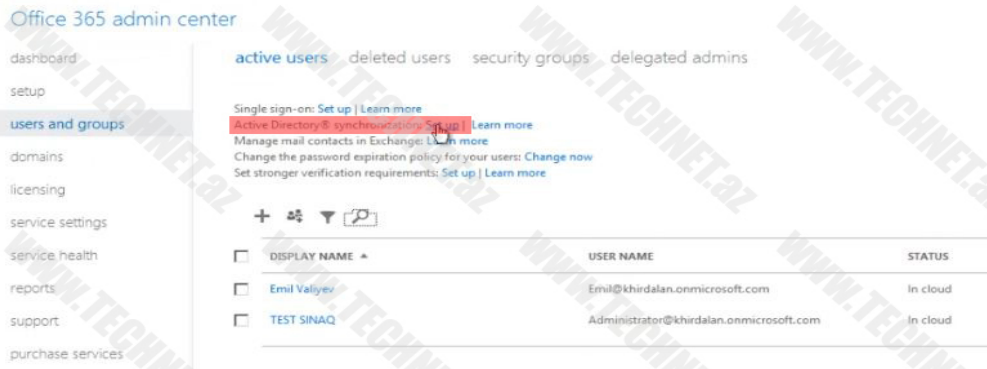 Office 365 admin center
dashboard
setup
users and groups
domains
licensing
service settings
service health
reports
support
purchase services
active users deleted users security groups delegated admins
Single sign-on: Set up | Learn more
Active Directory® synchronization: Set up | Learn more
Manage mail contacts in Exchange: Learn more
Change the password expiration policy for your users: Change now
Set stronger verification requirements: Set up | Learn more
DISPLAY NAME USER NAME STATUS
Emil Valiyev Emil@khirdalan.onmicrosoft.com In cloud
TEST SINAQ Administrator@khirdalan.onmicrosoft.com In cloud
WWW.TECHNET.az